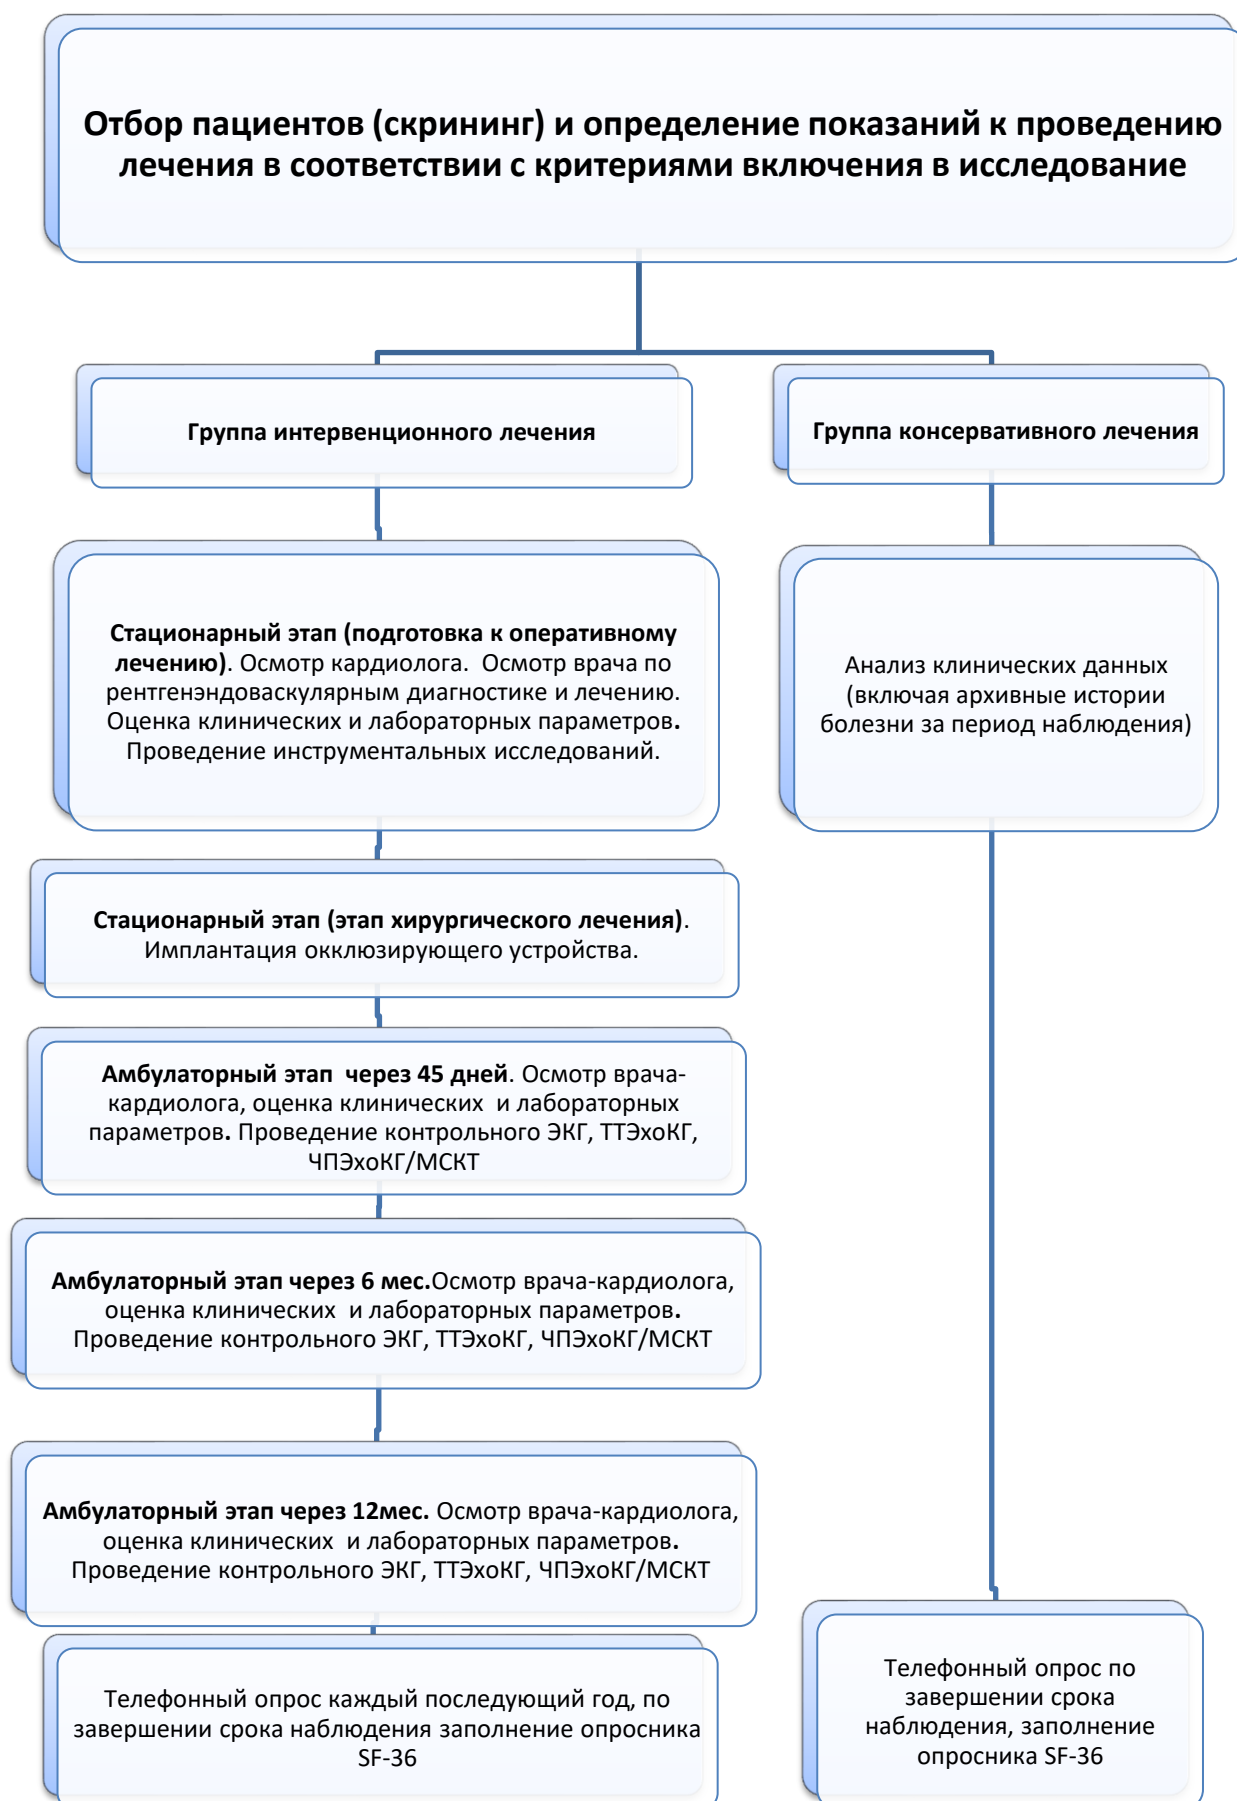 Отбор пациентов (скрининг) и определение показаний к проведению
лечения в соответствии с критериями включения в исследование
Группа интервенционного лечения
Группа консервативного лечения
Стационарный этап (подготовка к оперативному
лечению). Осмотр кардиолога.  Осмотр врача по
рентгенэндоваскулярным диагностике и лечению.
Оценка клинических и лабораторных параметров.
Проведение инструментальных исследований.
Анализ клинических данных
(включая архивные истории
болезни за период наблюдения)
Стационарный этап (этап хирургического лечения).
Имплантация окклюзирующего устройства.
Амбулаторный этап  через 45 дней. Осмотр врача-
кардиолога, оценка клинических  и лабораторных
параметров. Проведение контрольного ЭКГ, ТТЭхоКГ,
ЧПЭхоКГ/МСКТ
Амбулаторный этап через 6 мес.Осмотр врача-кардиолога,
оценка клинических  и лабораторных параметров.
Проведение контрольного ЭКГ, ТТЭхоКГ, ЧПЭхоКГ/МСКТ
Амбулаторный этап через 12мес. Осмотр врача-кардиолога,
оценка клинических  и лабораторных параметров.
Проведение контрольного ЭКГ, ТТЭхоКГ, ЧПЭхоКГ/МСКТ
Телефонный опрос каждый последующий год, по
завершении срока наблюдения заполнение опросника
SF-36
Телефонный опрос по
завершении срока
наблюдения, заполнение
опросника SF-36